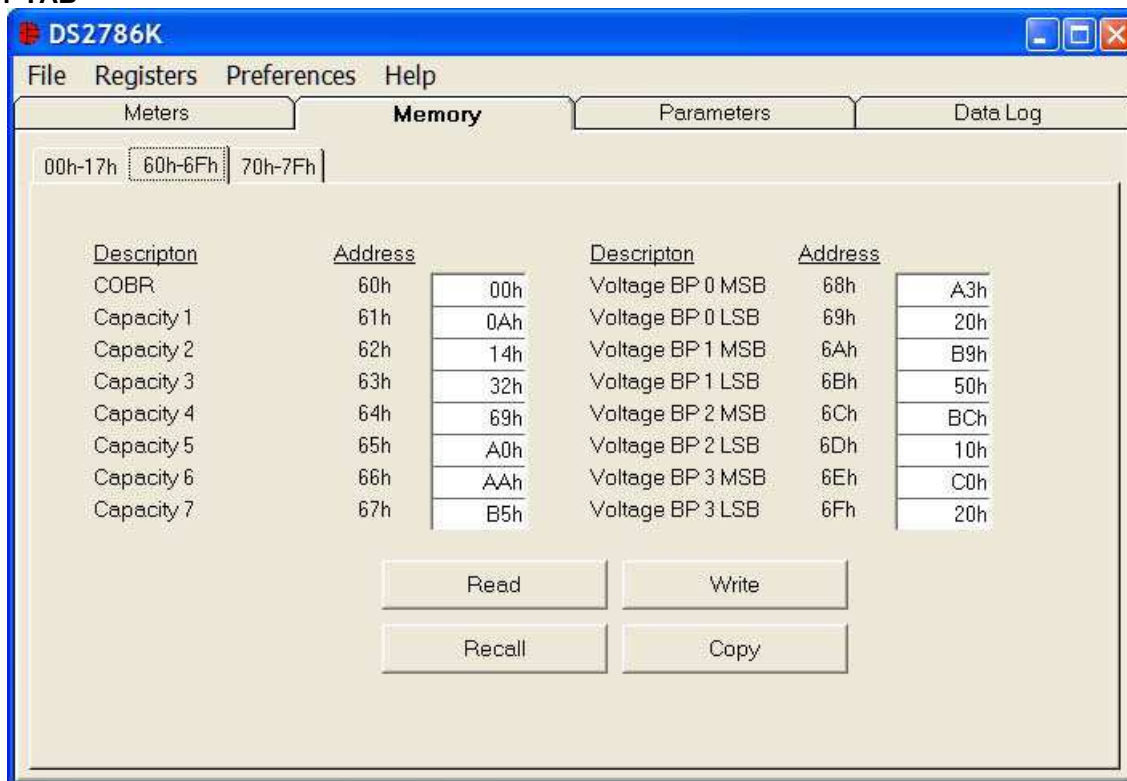 DS2786K
File Registers Preferences Help
Meters Memory Parameters Data Log
00h-17h 60h-6Fh 70h-7Fh
Descripton Address Descripton Address
COBR 60h 00h Voltage BP 0 MSB 68h A3h
Capacity 1 61h 0Ah Voltage BP 0 LSB 69h 20h
Capacity 2 62h 14h Voltage BP 1 MSB 6Ah B9h
Capacity 3 63h 32h Voltage BP 1 LSB 6Bh 50h
Capacity 4 64h 69h Voltage BP 2 MSB 6Ch BCh
Capacity 5 65h A0h Voltage BP 2 LSB 6Dh 10h
Capacity 6 66h AAh Voltage BP 3 MSB 6Eh C0h
Capacity 7 67h B5h Voltage BP 3 LSB 6Fh 20h
Read Write
Recall Copy